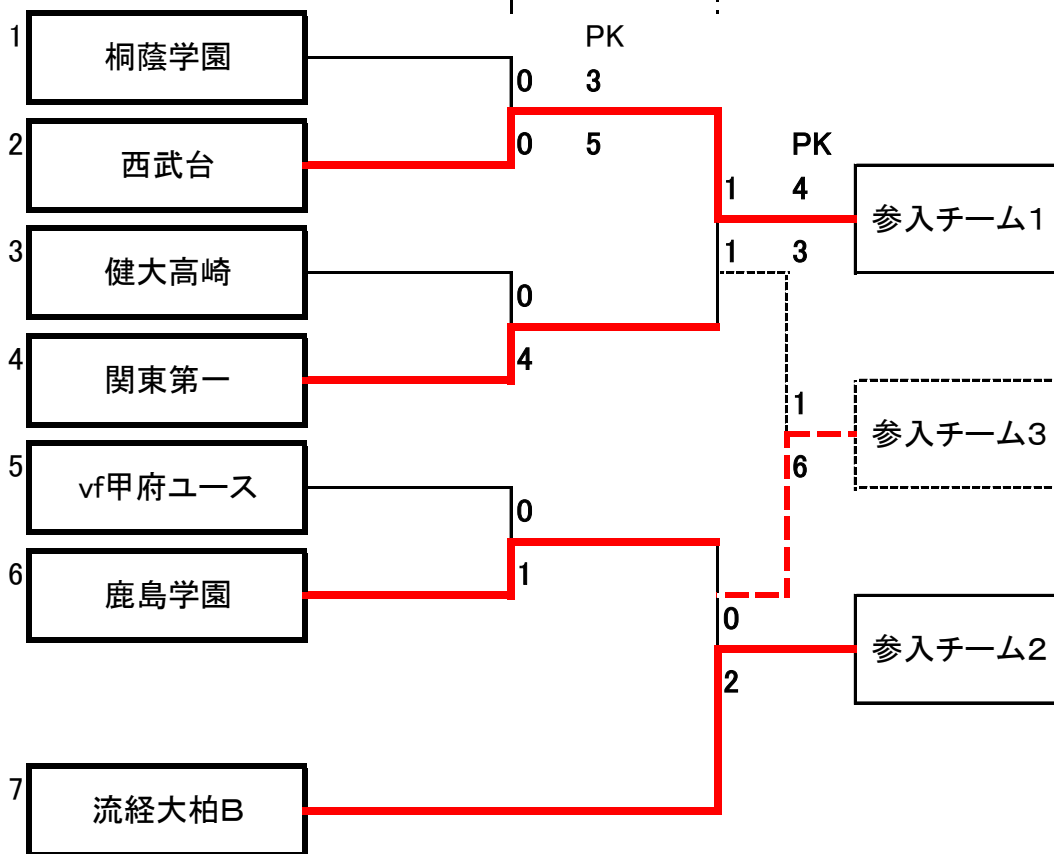 PK
1
桐蔭学園
0 3
2
西武台
0 5
PK
1 4
参入チーム1
1 3
3
健大高崎
0
4
関東第一
4
1
参入チーム3
6
5
vf甲府ユース
0
6
鹿島学園
1
0
参入チーム2
2
7
流経大柏B